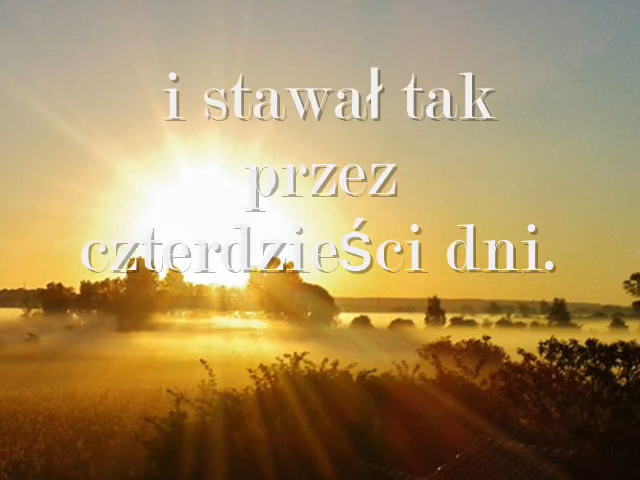 i stawał tak
przez
czterdzieści dni.